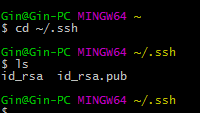 Gin@Gin-PC MINGW64 ~
$ cd ~/.ssh
Gin@Gin-PC MINGW64 ~/.ssh
$ ls
id_rsa  id_rsa.pub
Gin@Gin-PC MINGW64 ~/.ssh
$